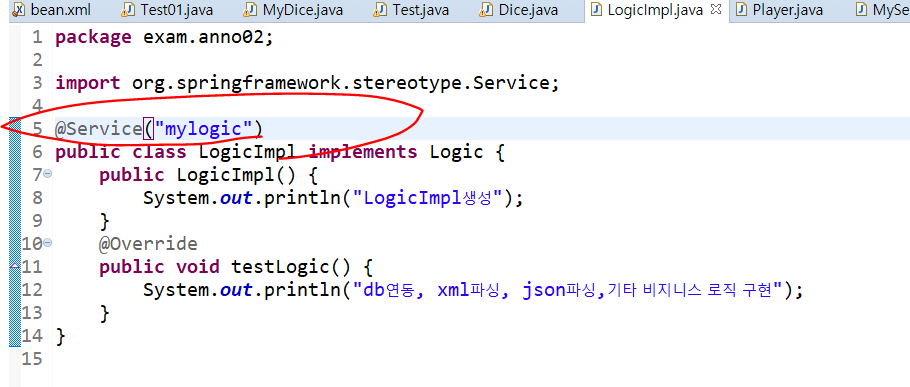 bean.xml Test01.java MyDice.java Test.java Dice.java LogicImpl.java Player.java MySe
1 package exam.anno02;
2
3 import org.springframework.stereotype.Service;
4
5 @Service("mylogic")
6 public class LogicImpl implements Logic {
7 public LogicImpl() {
8 System.out.println("LogicImpl생성");
9 }
10 @Override
11 public void testLogic() {
12 System.out.println("db연동, xml파싱, json파싱,기타 비지니스 로직 구현");
13 }
14 }
15